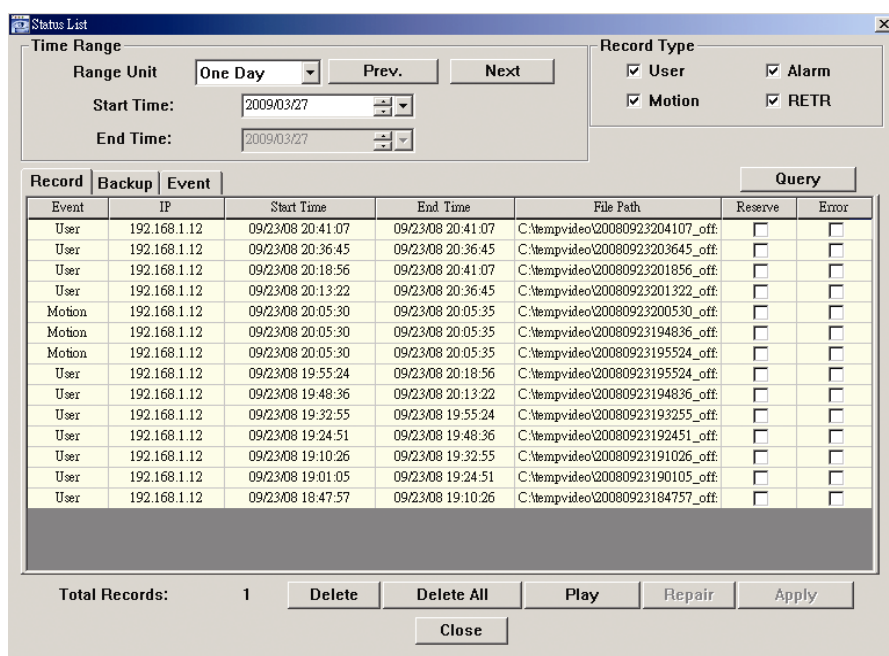 Status List
Time Range
Range Unit One Day Prev. Next
Start Time: 2009/03/27
End Time: 2009/03/27
Record Type
User Alarm
Motion RETR
Record Backup Event
Query
Event IP Start Time End Time File Path Reserve Error
User 192.168.1.12 09/23/08 20:41:07 09/23/08 20:41:07 C:\tempvideo\20080923204107_off:
User 192.168.1.12 09/23/08 20:36:45 09/23/08 20:36:45 C:\tempvideo\20080923203645_off:
User 192.168.1.12 09/23/08 20:18:56 09/23/08 20:41:07 C:\tempvideo\20080923201856_off:
User 192.168.1.12 09/23/08 20:13:22 09/23/08 20:36:45 C:\tempvideo\20080923201322_off:
Motion 192.168.1.12 09/23/08 20:05:30 09/23/08 20:05:35 C:\tempvideo\20080923200530_off:
Motion 192.168.1.12 09/23/08 20:05:30 09/23/08 20:05:35 C:\tempvideo\20080923194836_off:
Motion 192.168.1.12 09/23/08 20:05:30 09/23/08 20:05:35 C:\tempvideo\20080923195524_off:
User 192.168.1.12 09/23/08 19:55:24 09/23/08 20:18:56 C:\tempvideo\20080923195524_off:
User 192.168.1.12 09/23/08 19:48:36 09/23/08 20:13:22 C:\tempvideo\20080923194836_off:
User 192.168.1.12 09/23/08 19:32:55 09/23/08 19:55:24 C:\tempvideo\20080923193255_off:
User 192.168.1.12 09/23/08 19:24:51 09/23/08 19:48:36 C:\tempvideo\20080923192451_off:
User 192.168.1.12 09/23/08 19:10:26 09/23/08 19:32:55 C:\tempvideo\20080923191026_off:
User 192.168.1.12 09/23/08 19:01:05 09/23/08 19:24:51 C:\tempvideo\20080923190105_off:
User 192.168.1.12 09/23/08 18:47:57 09/23/08 19:10:26 C:\tempvideo\20080923184757_off:
Total Records: 1 Delete Delete All Play Repair Apply
Close